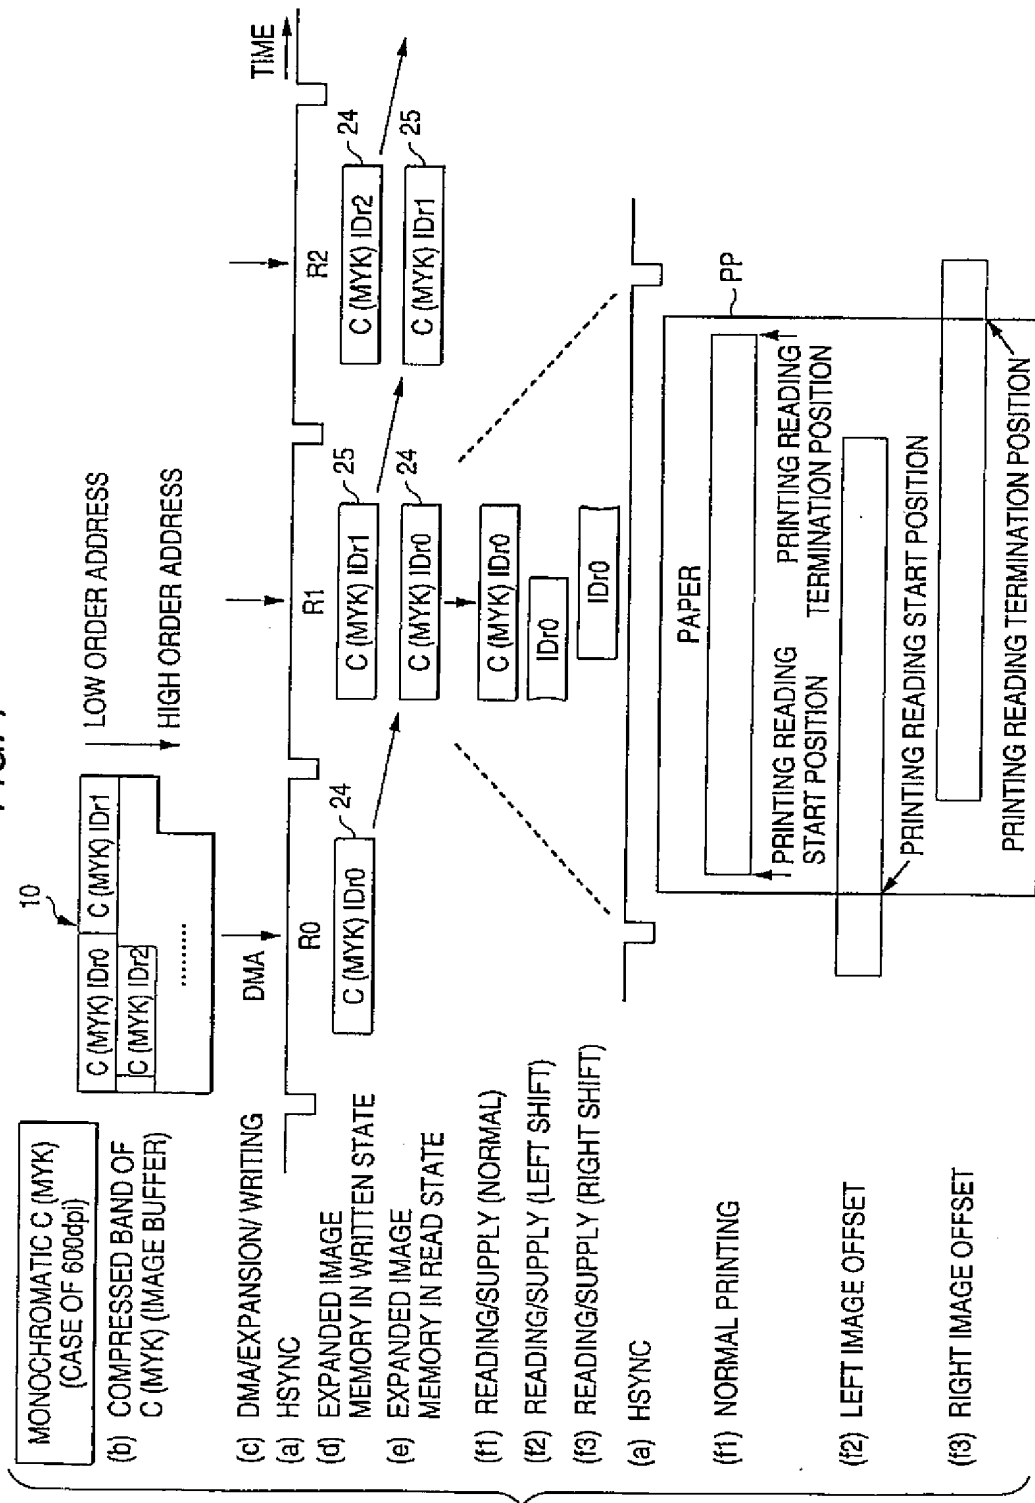 MONOCHROMATIC C (MYK)
(CASE OF 600dpi)
(b) COMPRESSED BAND OF
C (MYK) (IMAGE BUFFER)
10
C (MYK) IDr0
C (MYK) IDr1
C (MYK) IDr2
LOW ORDER ADDRESS
HIGH ORDER ADDRESS
(c) DMA/EXPANSION/ WRITING
DMA
TIME
(a) HSYNC
R0
R1
R2
(d) EXPANDED IMAGE
MEMORY IN WRITTEN STATE
C (MYK) IDr0
24
C (MYK) IDr1
25
C (MYK) IDr2
24
(e) EXPANDED IMAGE
MEMORY IN READ STATE
C (MYK) IDr0
24
C (MYK) IDr1
25
(f1) READING/SUPPLY (NORMAL)
C (MYK) IDr0
(f2) READING/SUPPLY (LEFT SHIFT)
IDr0
(f3) READING/SUPPLY (RIGHT SHIFT)
IDr0
(a) HSYNC
PAPER
PP
(f1) NORMAL PRINTING
PRINTING READING
START POSITION
PRINTING READING
TERMINATION POSITION
(f2) LEFT IMAGE OFFSET
PRINTING READING START POSITION
(f3) RIGHT IMAGE OFFSET
PRINTING READING TERMINATION POSITION